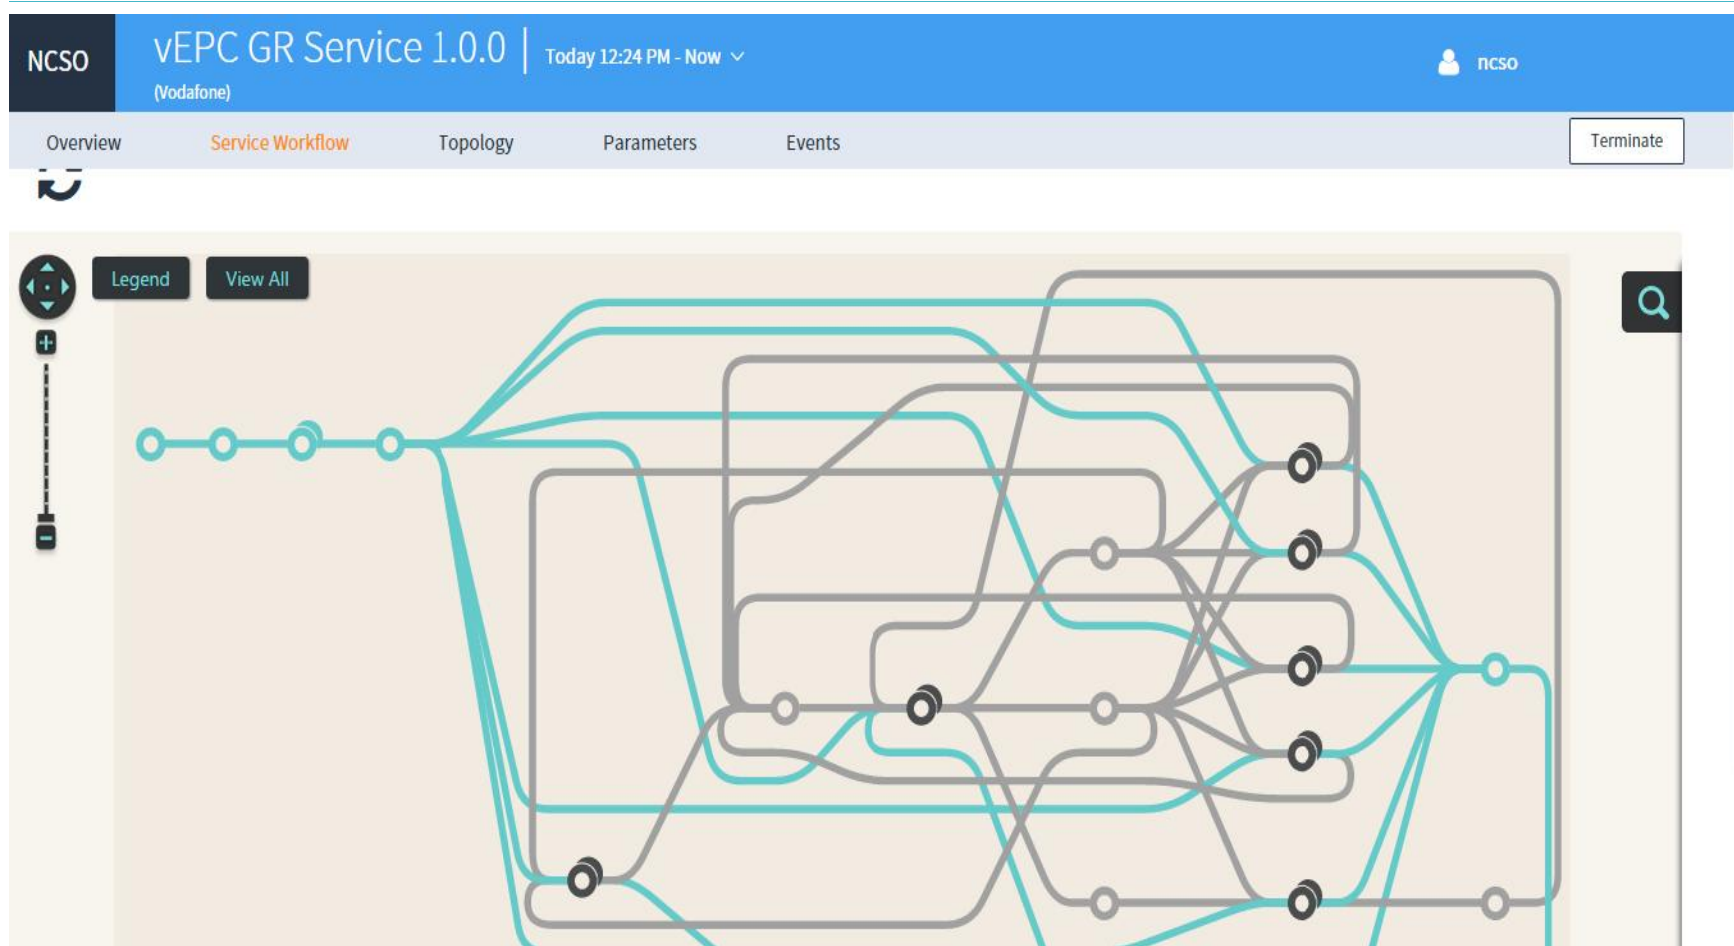 NCSO
vEPC GR Service 1.0.0 | Today 12:24 PM - Now
(Vodafone)
ncso
Overview
Service Workflow
Topology
Parameters
Events
Terminate
Legend
View All